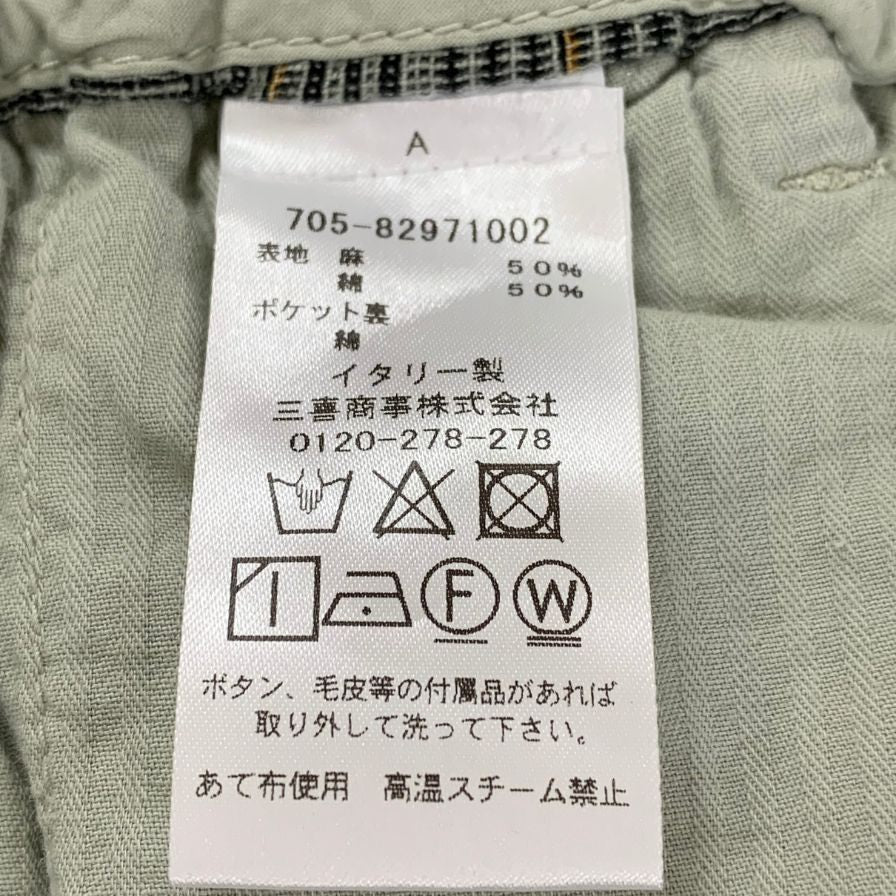 A
705-82971002
表地 麻 50%
綿 50%
ポケット裏
綿
イタリー製
三喜商事株式会社
0120-278-278
F W
ボタン、毛皮等の付属品があれば
取り外して洗って下さい。
あて布使用 高温スチーム禁止